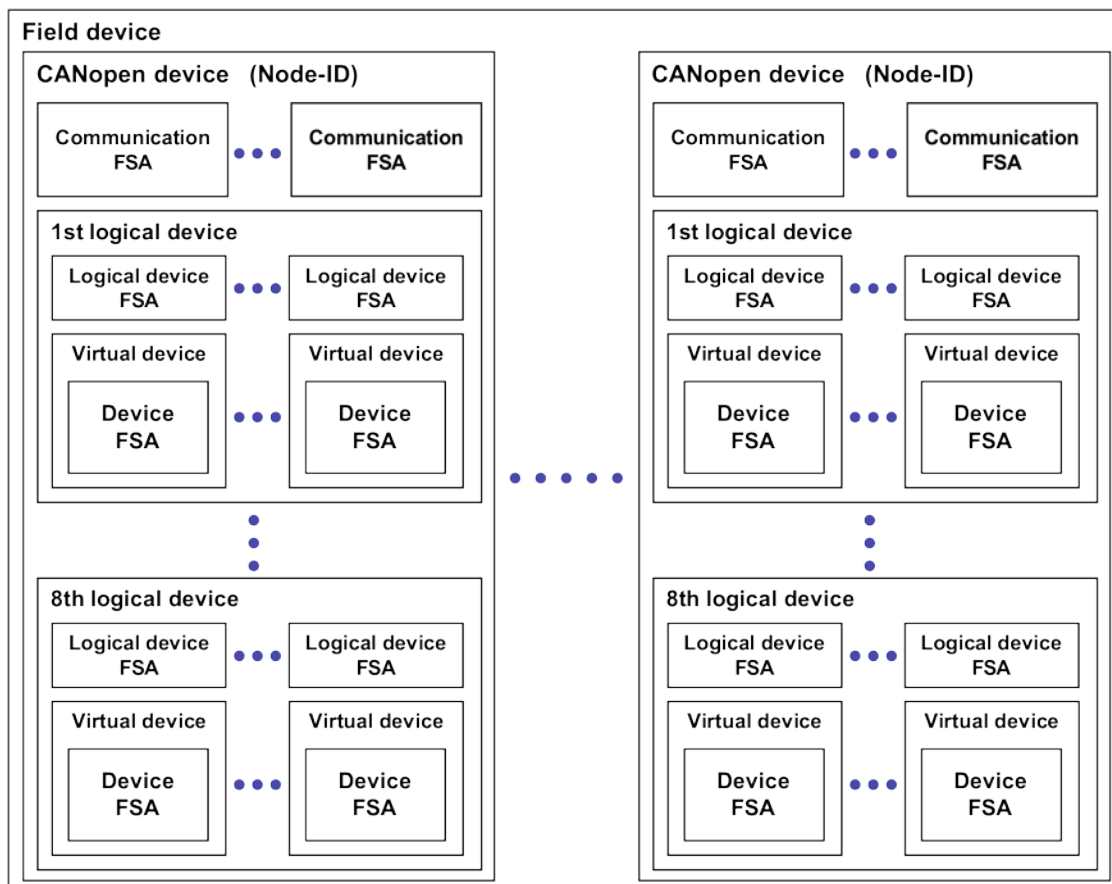 Field device
CANopen device (Node-ID)
Communication
FSA
Communication
FSA
1st logical device
Logical device
FSA
Logical device
FSA
Virtual device
Device
FSA
Virtual device
Device
FSA
8th logical device
Logical device
FSA
Logical device
FSA
Virtual device
Device
FSA
Virtual device
Device
FSA
CANopen device (Node-ID)
Communication
FSA
Communication
FSA
1st logical device
Logical device
FSA
Logical device
FSA
Virtual device
Device
FSA
Virtual device
Device
FSA
8th logical device
Logical device
FSA
Logical device
FSA
Virtual device
Device
FSA
Virtual device
Device
FSA